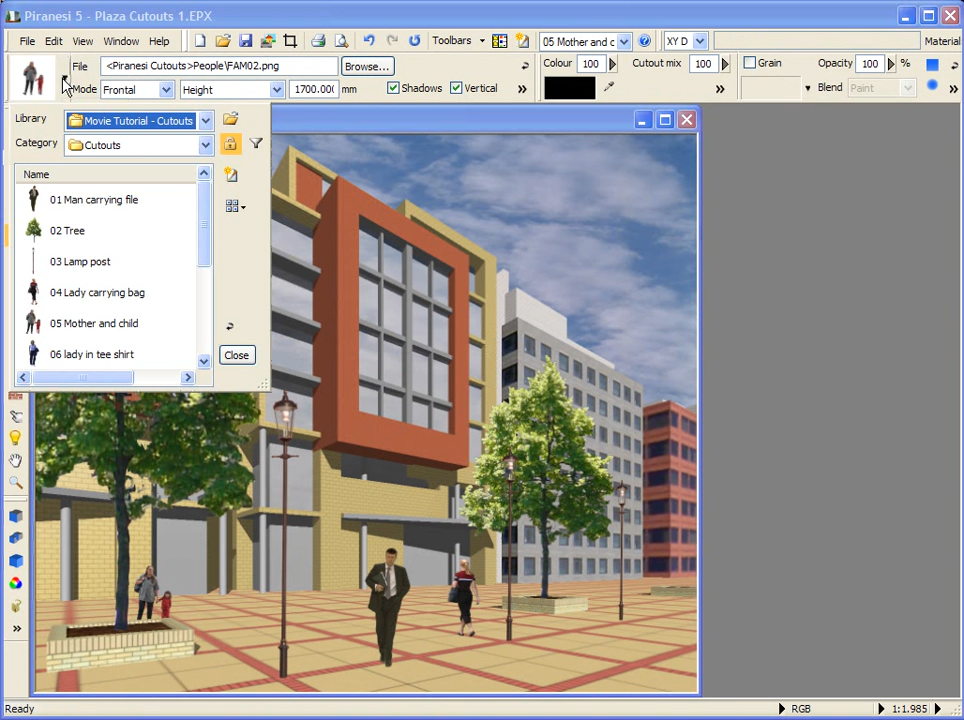 Piranesi 5 - Plaza Cutouts 1.EPX
File Edit View Window Help Toolbars 05 Mother and c XY D Material
File <Piranesi Cutouts>People\FAM02.png Browse... Colour 100 Cutout mix 100 Grain Opacity 100
Mode Frontal Height 1700.000 mm Shadows Vertical Blend Paint
Library Movie Tutorial - Cutouts
Category Cutouts
Name
01 Man carrying file
02 Tree
03 Lamp post
04 Lady carrying bag
05 Mother and child
06 lady in tee shirt
Close
Ready RGB 1:1.985